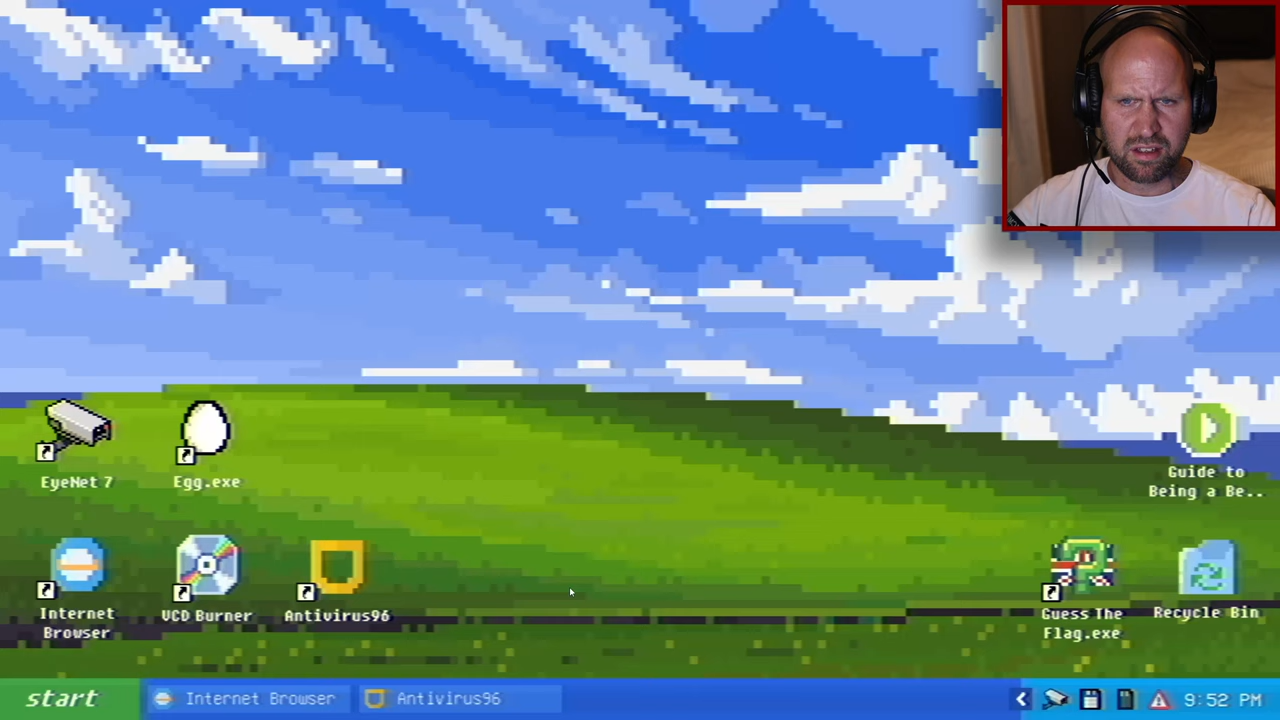 EyeNet 7
Egg.exe
Guide to
Being a Be..
Internet
Browser
VCD Burner
Antivirus96
Guess The
Flag.exe
Recycle Bin
start
Internet Browser
Antivirus96
9:52 PM